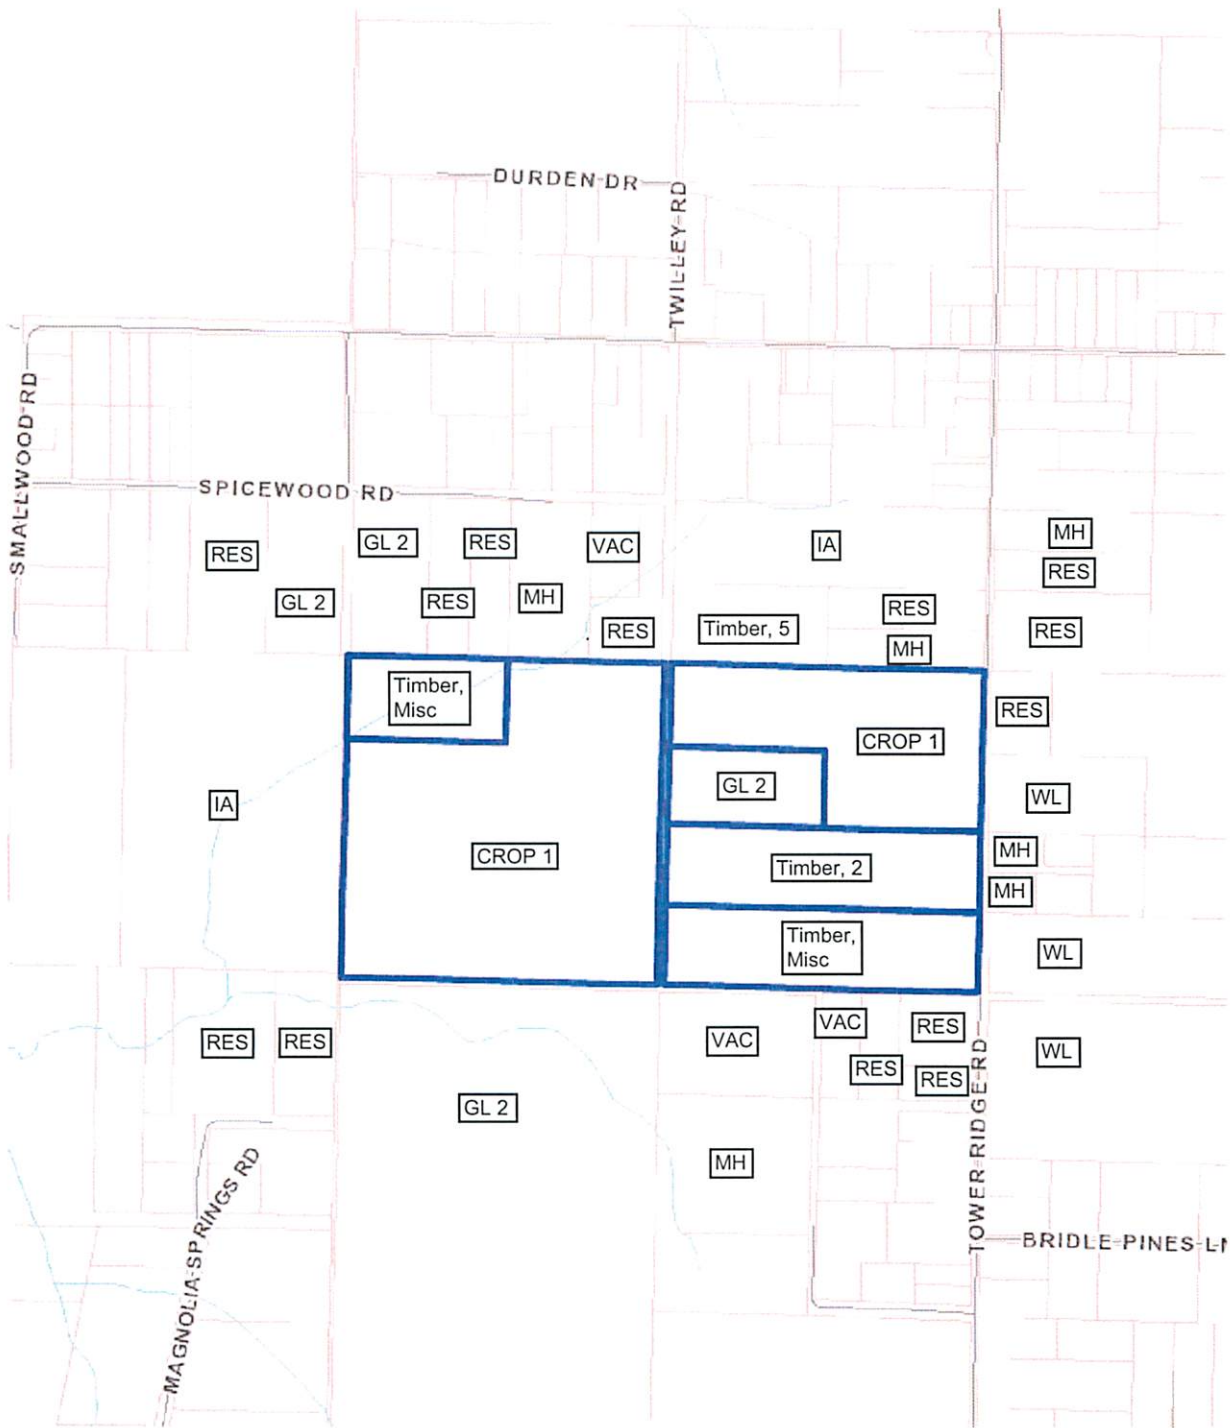 DURDEN DR
TWILLEY RD
SMALLWOOD RD
SPICEWOOD RD
RES
GL 2
GL 2
RES
RES
MH
VAC
RES
IA
Timber, 5
RES
MH
MH
RES
RES
Timber,
Misc
CROP 1
RES
IA
GL 2
WL
CROP 1
Timber, 2
MH
MH
Timber,
Misc
WL
RES
RES
VAC
VAC
RES
RES
RES
WL
GL 2
MH
TOWER RIDGE RD
MAGNOLIA SPRINGS RD
BRIDLE PINES LN